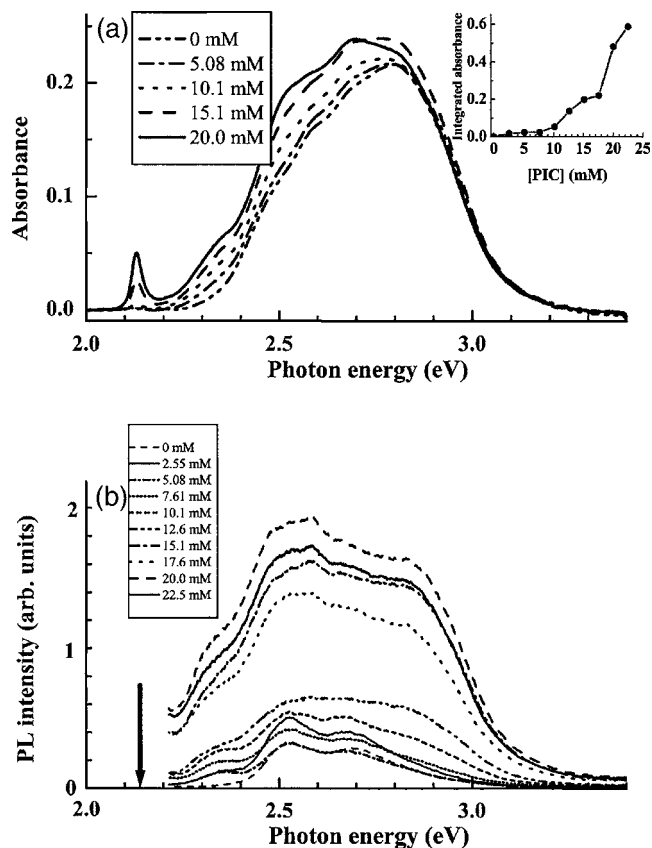 (a)
0 mM
5.08 mM
10.1 mM
15.1 mM
20.0 mM
Absorbance
0.2
0.1
0.0
2.0 2.5 3.0
Photon energy (eV)
Integrated absorbance
0.6
0.4
0.2
0.0
0 5 10 15 20 25
[PIC] (mM)
(b)
0 mM
2.55 mM
5.08 mM
7.61 mM
10.1 mM
12.6 mM
15.1 mM
17.6 mM
20.0 mM
22.5 mM
PL intensity (arb. units)
2
1
0
2.0 2.5 3.0
Photon energy (eV)